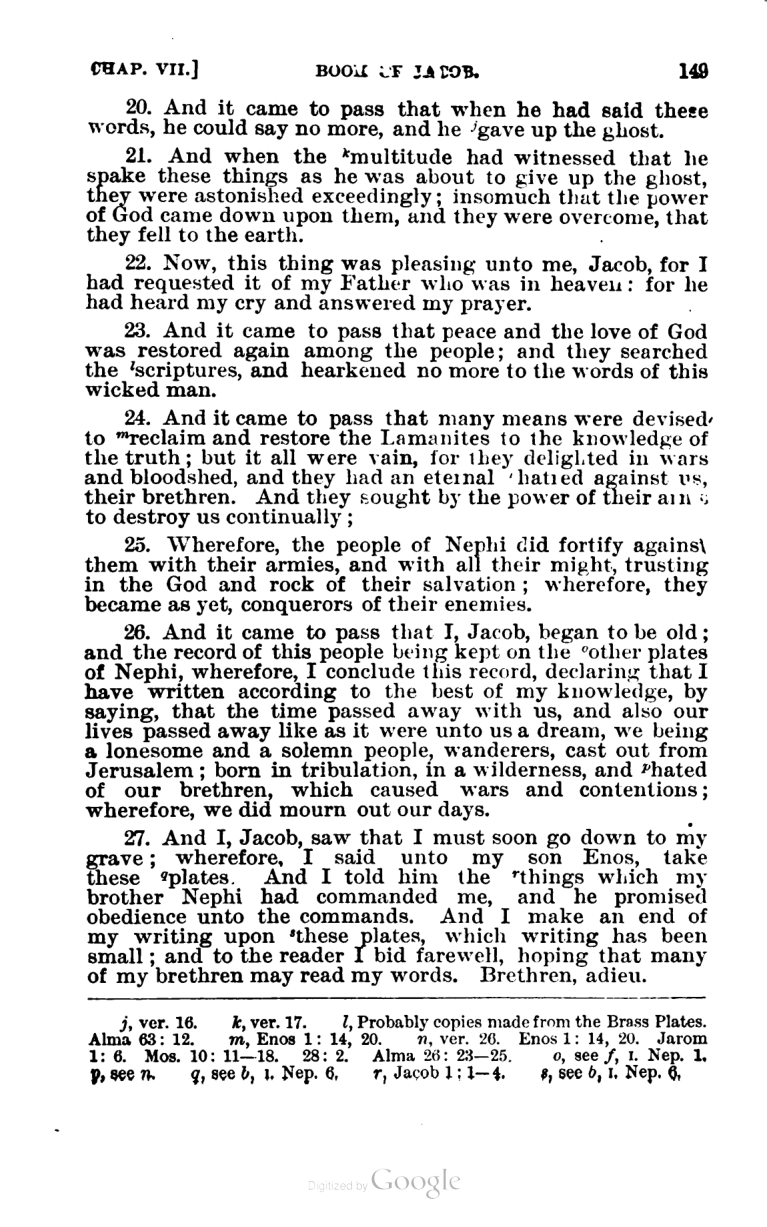 CHAP. VII.] BOOK OF JACOB. 149
20. And it came to pass that when he had said these
words, he could say no more, and he jgave up the ghost.
21. And when the kmultitude had witnessed that he
spake these things as he was about to give up the ghost,
they were astonished exceedingly; insomuch that the power
of God came down upon them, and they were overcome, that
they fell to the earth.
22. Now, this thing was pleasing unto me, Jacob, for I
had requested it of my Father who was in heaven: for he
had heard my cry and answered my prayer.
23. And it came to pass that peace and the love of God
was restored again among the people; and they searched
the lscriptures, and hearkened no more to the words of this
wicked man.
24. And it came to pass that many means were devised
to mreclaim and restore the Lamanites to the knowledge of
the truth; but it all were vain, for they delighted in wars
and bloodshed, and they had an eternal nhatred against us,
their brethren. And they sought by the power of their arms
to destroy us continually;
25. Wherefore, the people of Nephi did fortify against
them with their armies, and with all their might, trusting
in the God and rock of their salvation; wherefore, they
became as yet, conquerors of their enemies.
26. And it came to pass that I, Jacob, began to be old;
and the record of this people being kept on the oother plates
of Nephi, wherefore, I conclude this record, declaring that I
have written according to the best of my knowledge, by
saying, that the time passed away with us, and also our
lives passed away like as it were unto us a dream, we being
a lonesome and a solemn people, wanderers, cast out from
Jerusalem; born in tribulation, in a wilderness, and phated
of our brethren, which caused wars and contentions;
wherefore, we did mourn out our days.
27. And I, Jacob, saw that I must soon go down to my
grave; wherefore, I said unto my son Enos, take
these qplates. And I told him the rthings which my
brother Nephi had commanded me, and he promised
obedience unto the commands. And I make an end of
my writing upon sthese plates, which writing has been
small; and to the reader I bid farewell, hoping that many
of my brethren may read my words. Brethren, adieu.
j, ver. 16. k, ver. 17. l, Probably copies made from the Brass Plates.
Alma 63: 12. m, Enos 1: 14, 20. n, ver. 26. Enos 1: 14, 20. Jarom
1: 6. Mos. 10: 11—18. 28: 2. Alma 26: 23—25. o, see f, I. Nep. 1.
p, see n. q, see b, I. Nep. 6. r, Jacob 1: 1—4. s, see b, I. Nep. 6.
Digitized by Google